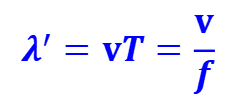 λ′ = vT = v/f